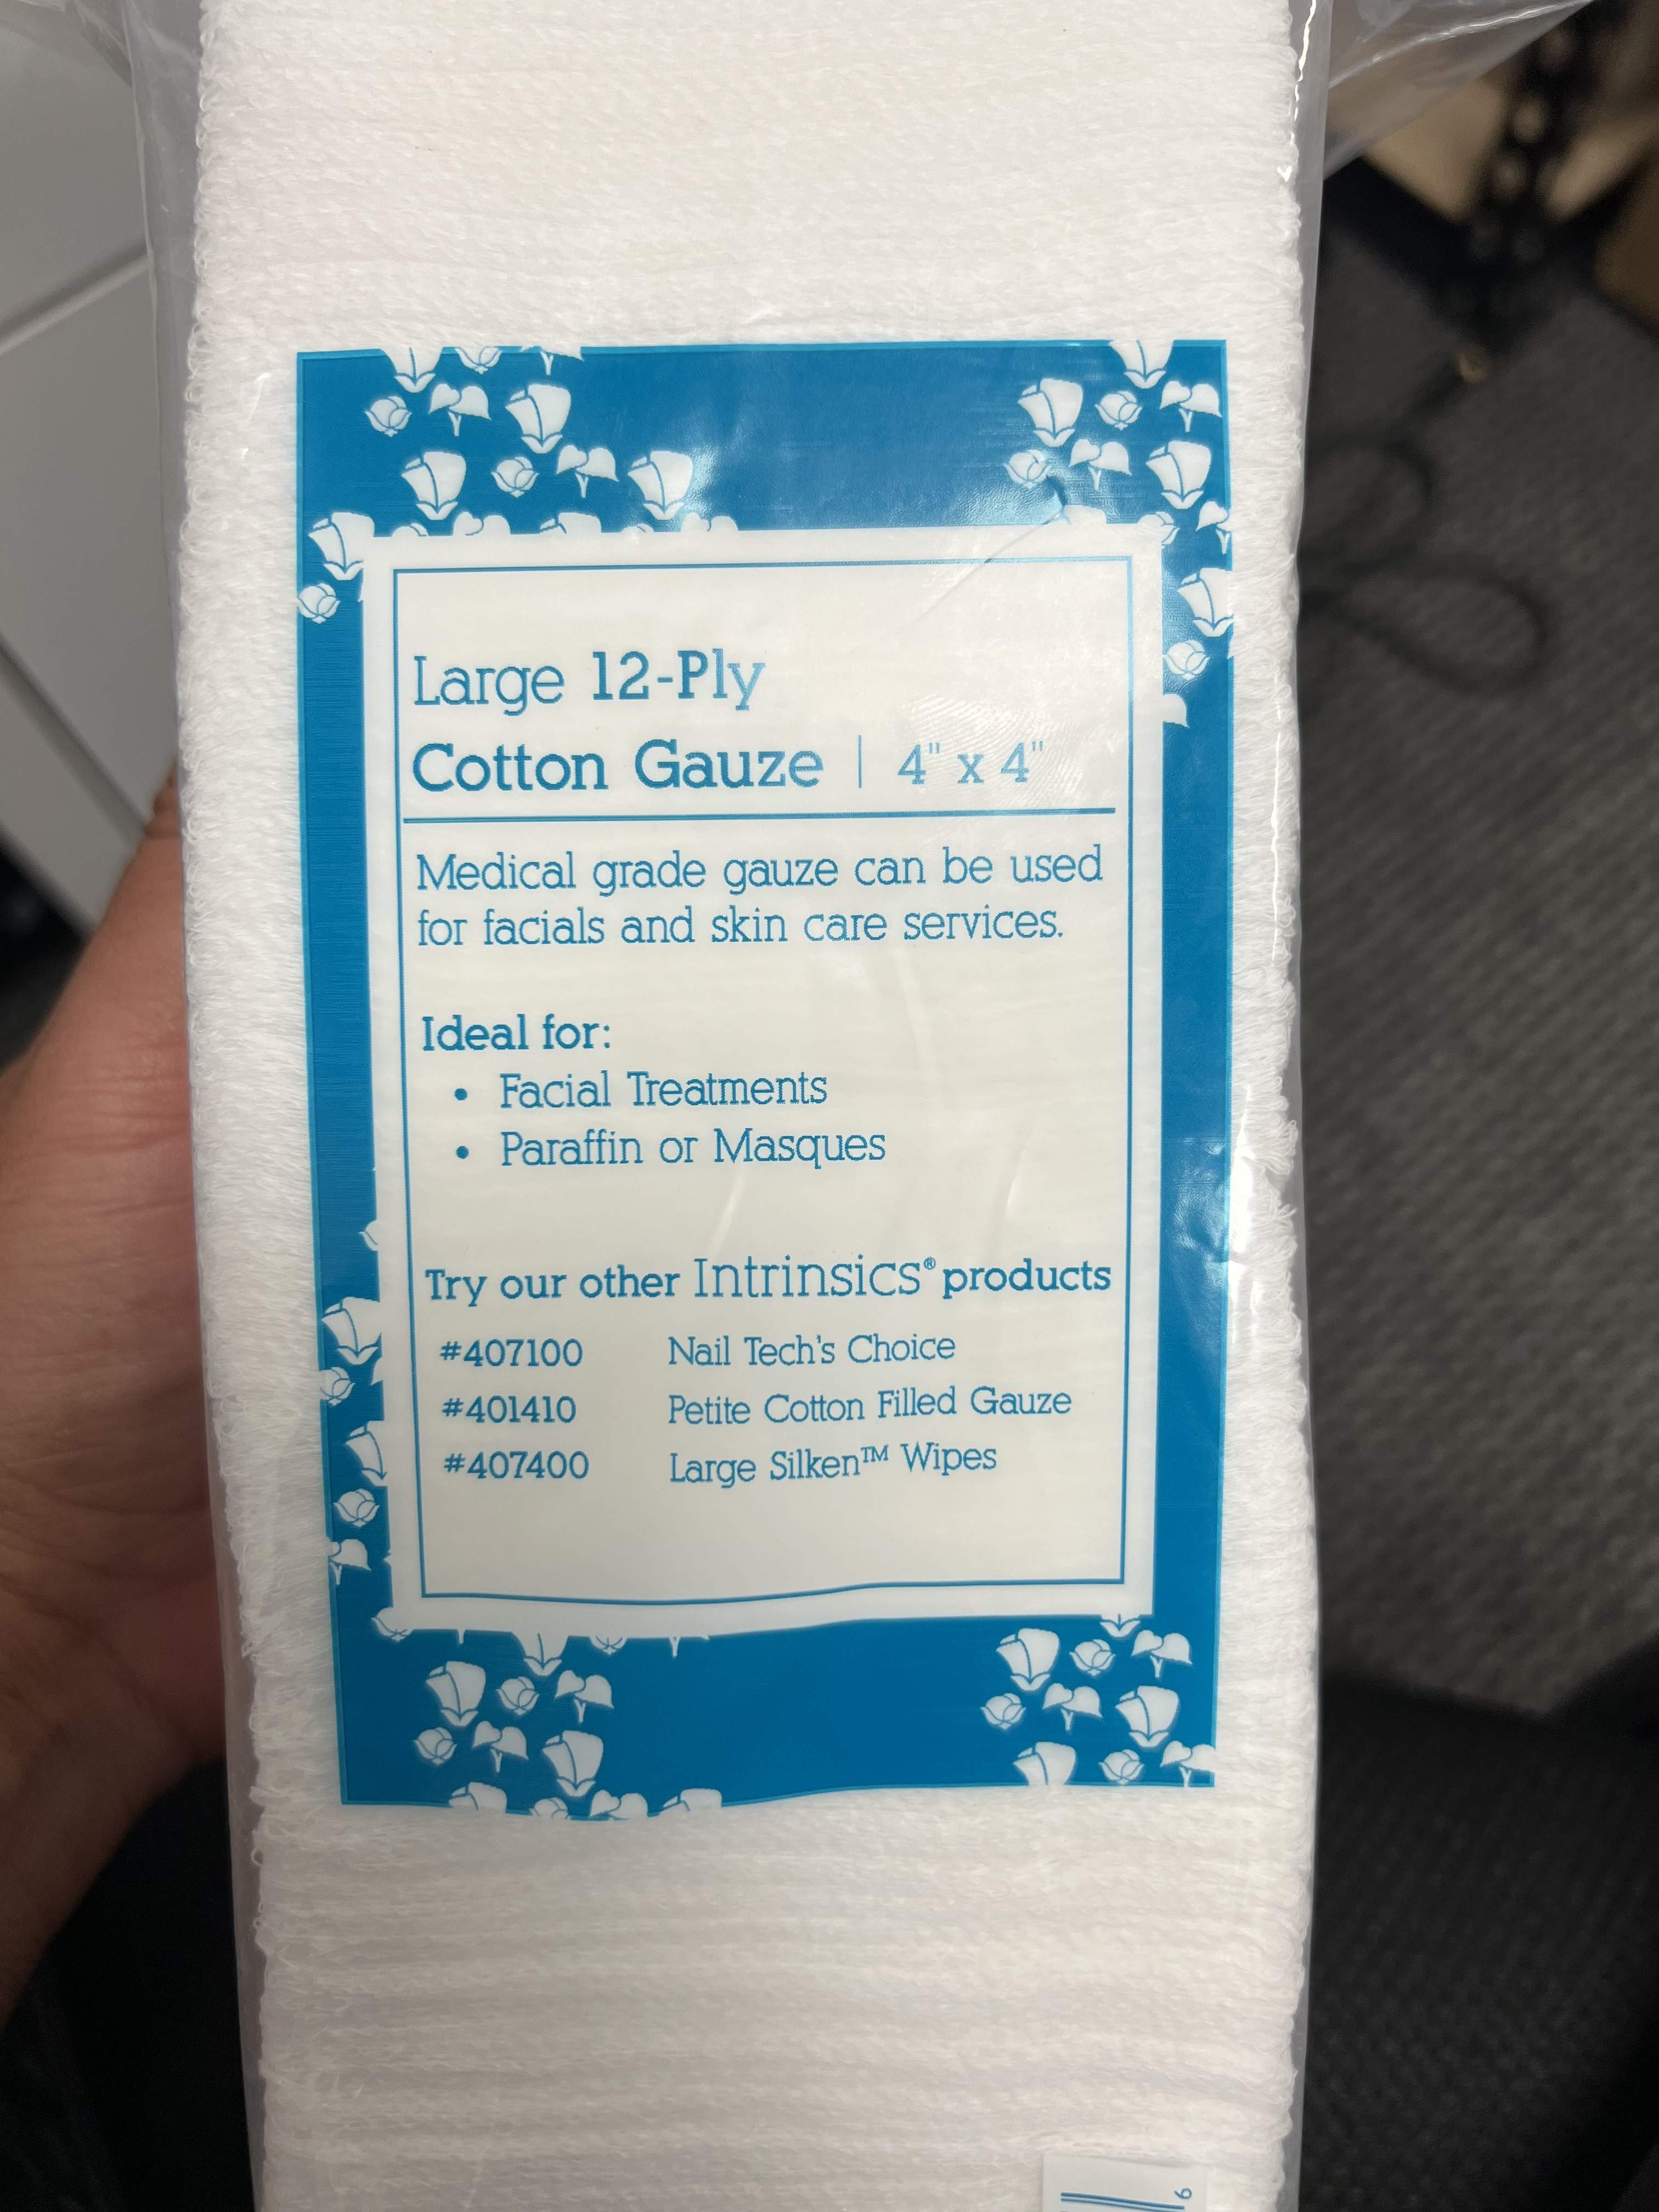 Large 12-Ply
Cotton Gauze | 4" x 4"
Medical grade gauze can be used
for facials and skin care services.
Ideal for:
• Facial Treatments
• Paraffin or Masques
Try our other Intrinsics® products
#407100 Nail Tech's Choice
#401410 Petite Cotton Filled Gauze
#407400 Large Silken™ Wipes
6